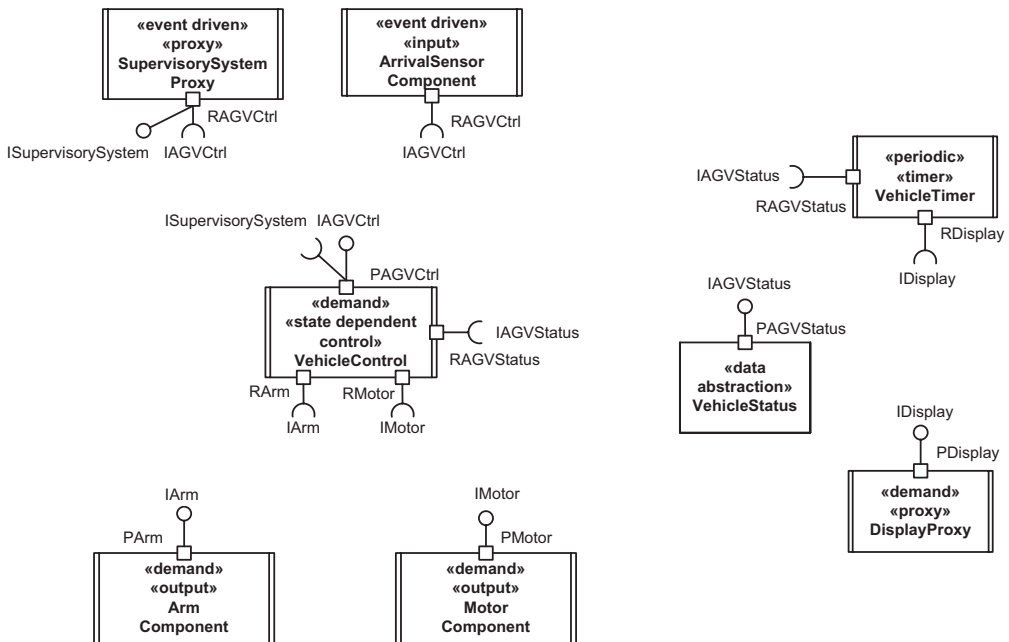 «event driven»
«proxy»
SupervisorySystem
Proxy
RAGVCtrl
ISupervisorySystem IAGVCtrl
«event driven»
«input»
ArrivalSensor
Component
RAGVCtrl
IAGVCtrl
IAGVStatus
RAGVStatus
«periodic»
«timer»
VehicleTimer
RDisplay
IDisplay
ISupervisorySystem IAGVCtrl
PAGVCtrl
«demand»
«state dependent
control»
VehicleControl
IAGVStatus
RAGVStatus
RArm
RMotor
IArm
IMotor
IAGVStatus
PAGVStatus
«data
abstraction»
VehicleStatus
IDisplay
PDisplay
«demand»
«proxy»
DisplayProxy
IArm
PArm
«demand»
«output»
Arm
Component
IMotor
PMotor
«demand»
«output»
Motor
Component